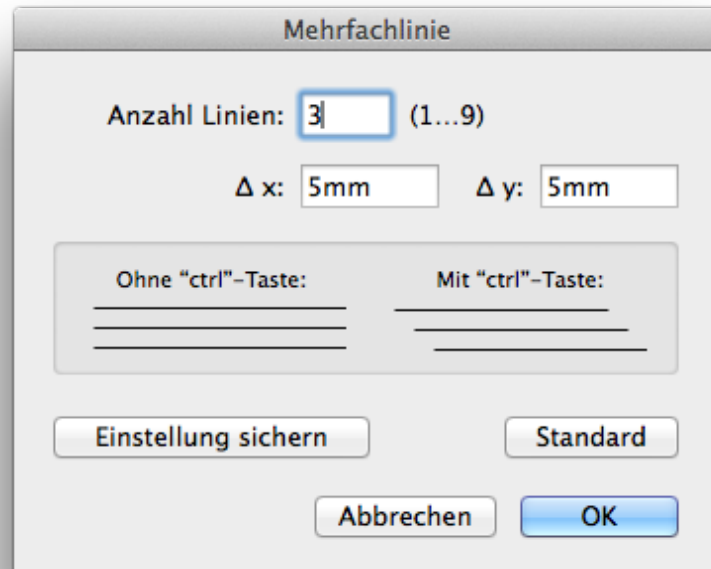 Mehrfachlinie
Anzahl Linien: 3 (1...9)
Δ x: 5mm Δ y: 5mm
Ohne “ctrl”-Taste: Mit “ctrl”-Taste:
Einstellung sichern Standard
Abbrechen OK